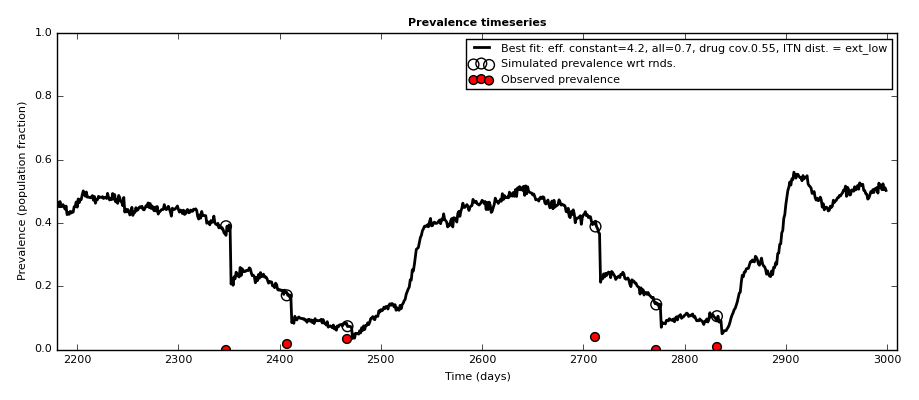 Prevalence timeseries
Best fit: eff. constant=4.2, all=0.7, drug cov.0.55, ITN dist. = ext_low
Simulated prevalence wrt rnds.
Observed prevalence
Prevalence (population fraction)
1.0
0.8
0.6
0.4
0.2
0.0
2200 2300 2400 2500 2600 2700 2800 2900 3000
Time (days)